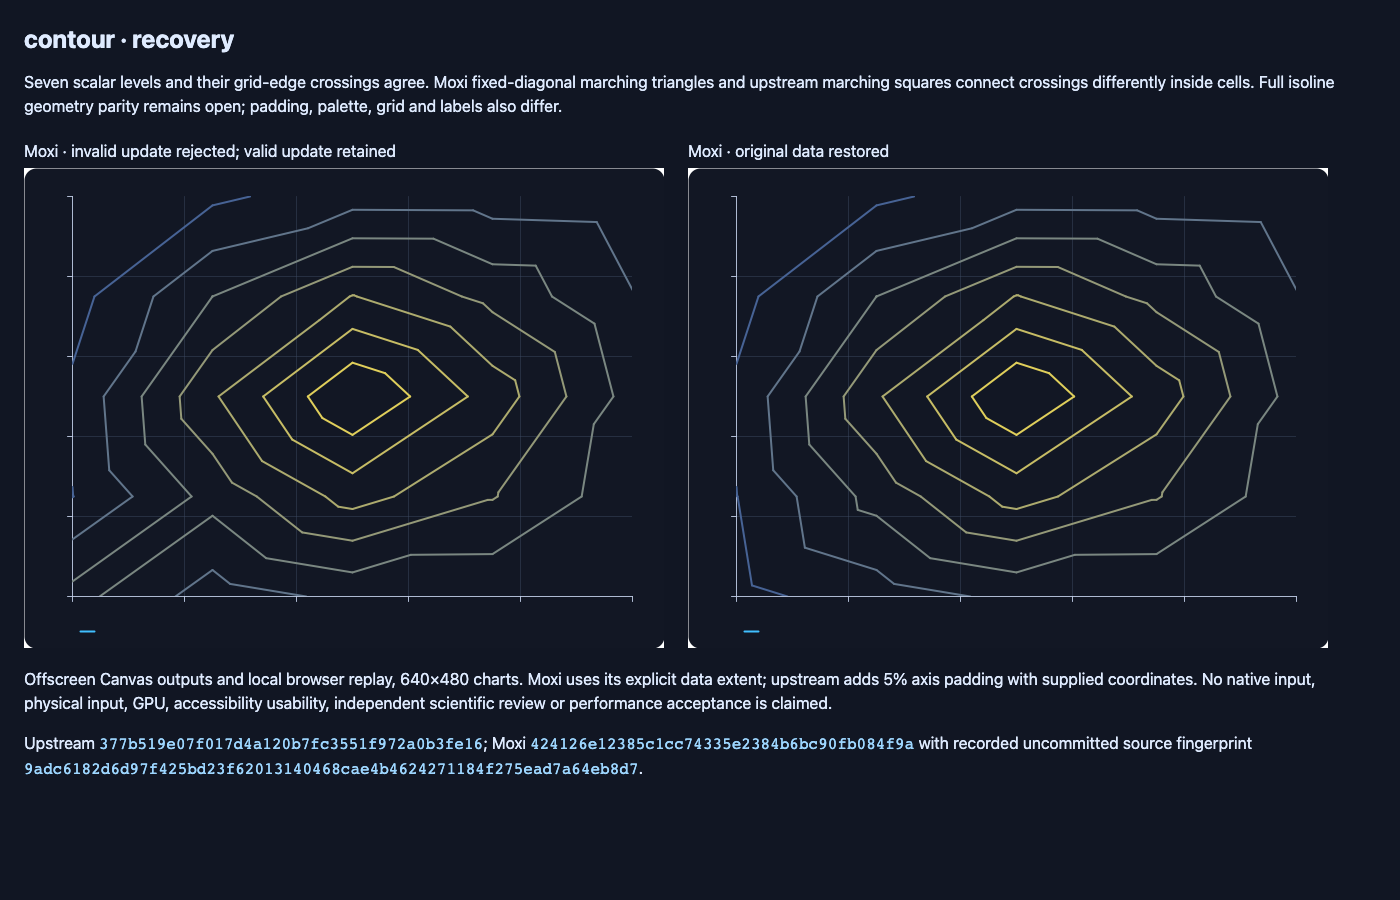 contour · recovery
Seven scalar levels and their grid-edge crossings agree. Moxi fixed-diagonal marching triangles and upstream marching squares connect crossings differently inside cells. Full isoline
geometry parity remains open; padding, palette, grid and labels also differ.
Moxi · invalid update rejected; valid update retained
Moxi · original data restored
Offscreen Canvas outputs and local browser replay, 640×480 charts. Moxi uses its explicit data extent; upstream adds 5% axis padding with supplied coordinates. No native input,
physical input, GPU, accessibility usability, independent scientific review or performance acceptance is claimed.
Upstream 377b519e07f017d4a120b7fc3551f972a0b3fe16; Moxi 424126e12385c1cc74335e2384b6bc90fb084f9a with recorded uncommitted source fingerprint
9adc6182d6d97f425bd23f62013140468cae4b4624271184f275ead7a64eb8d7.